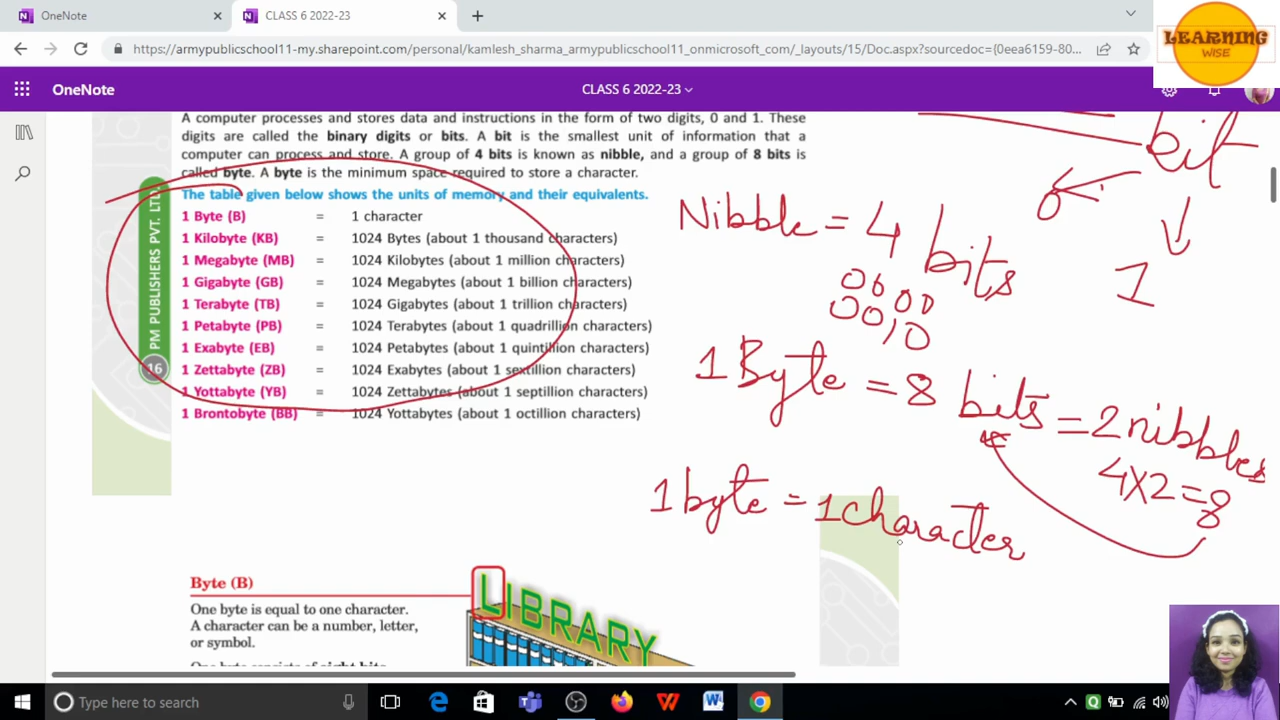 OneNote
CLASS 6 2022-23
https://armypublicschool11-my.sharepoint.com/personal/kamlesh_sharma_armypublicschool11_onmicrosoft_com/_layouts/15/Doc.aspx?sourcedoc={0eea6159-80...
LEARNING
WISE
OneNote
CLASS 6 2022-23
A computer processes and stores data and instructions in the form of two digits, 0 and 1. These
digits are called the binary digits or bits. A bit is the smallest unit of information that a
computer can process and store. A group of 4 bits is known as nibble, and a group of 8 bits is
called byte. A byte is the minimum space required to store a character.
The table given below shows the units of memory and their equivalents.
1 Byte (B) = 1 character
1 Kilobyte (KB) = 1024 Bytes (about 1 thousand characters)
1 Megabyte (MB) = 1024 Kilobytes (about 1 million characters)
1 Gigabyte (GB) = 1024 Megabytes (about 1 billion characters)
1 Terabyte (TB) = 1024 Gigabytes (about 1 trillion characters)
1 Petabyte (PB) = 1024 Terabytes (about 1 quadrillion characters)
1 Exabyte (EB) = 1024 Petabytes (about 1 quintillion characters)
1 Zettabyte (ZB) = 1024 Exabytes (about 1 sextillion characters)
1 Yottabyte (YB) = 1024 Zettabytes (about 1 septillion characters)
1 Brontobyte (BB) = 1024 Yottabytes (about 1 octillion characters)
PM PUBLISHERS PVT. LTD
16
bit
0
1
Nibble = 4 bits
0000
0010
1 Byte = 8 bits = 2 nibbles
4X2=8
1 byte = 1 character
Byte (B)
One byte is equal to one character.
A character can be a number, letter,
or symbol.
One byte consists of eight bits
LIBRARY
Type here to search